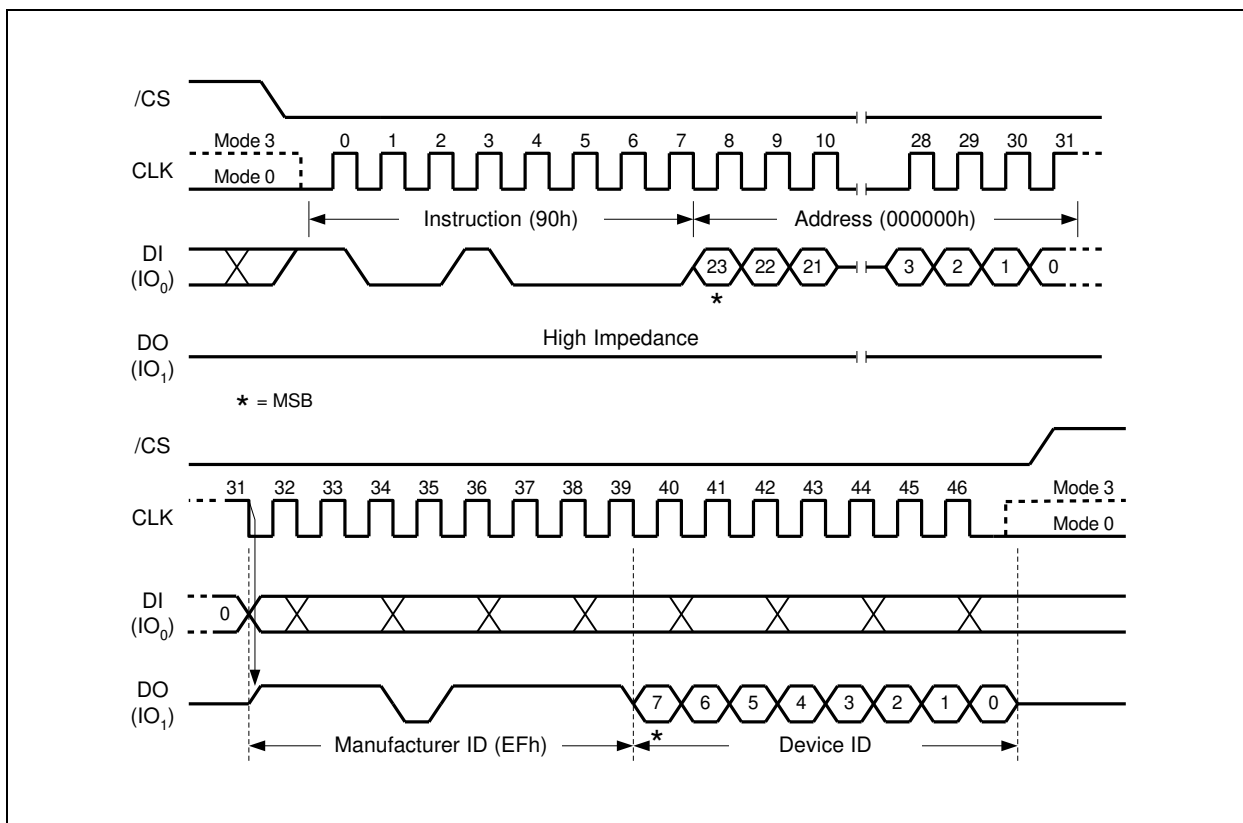 /CS
Mode 3 0 1 2 3 4 5 6 7 8 9 10 28 29 30 31
CLK
Mode 0
Instruction (90h) Address (000000h)
DI
(IO0) 23 22 21 3 2 1 0
*
DO
(IO1)
High Impedance
* = MSB
/CS
31 32 33 34 35 36 37 38 39 40 41 42 43 44 45 46 Mode 3
CLK
Mode 0
DI
(IO0) 0
DO
(IO1) 7 6 5 4 3 2 1 0
*
Manufacturer ID (EFh) Device ID